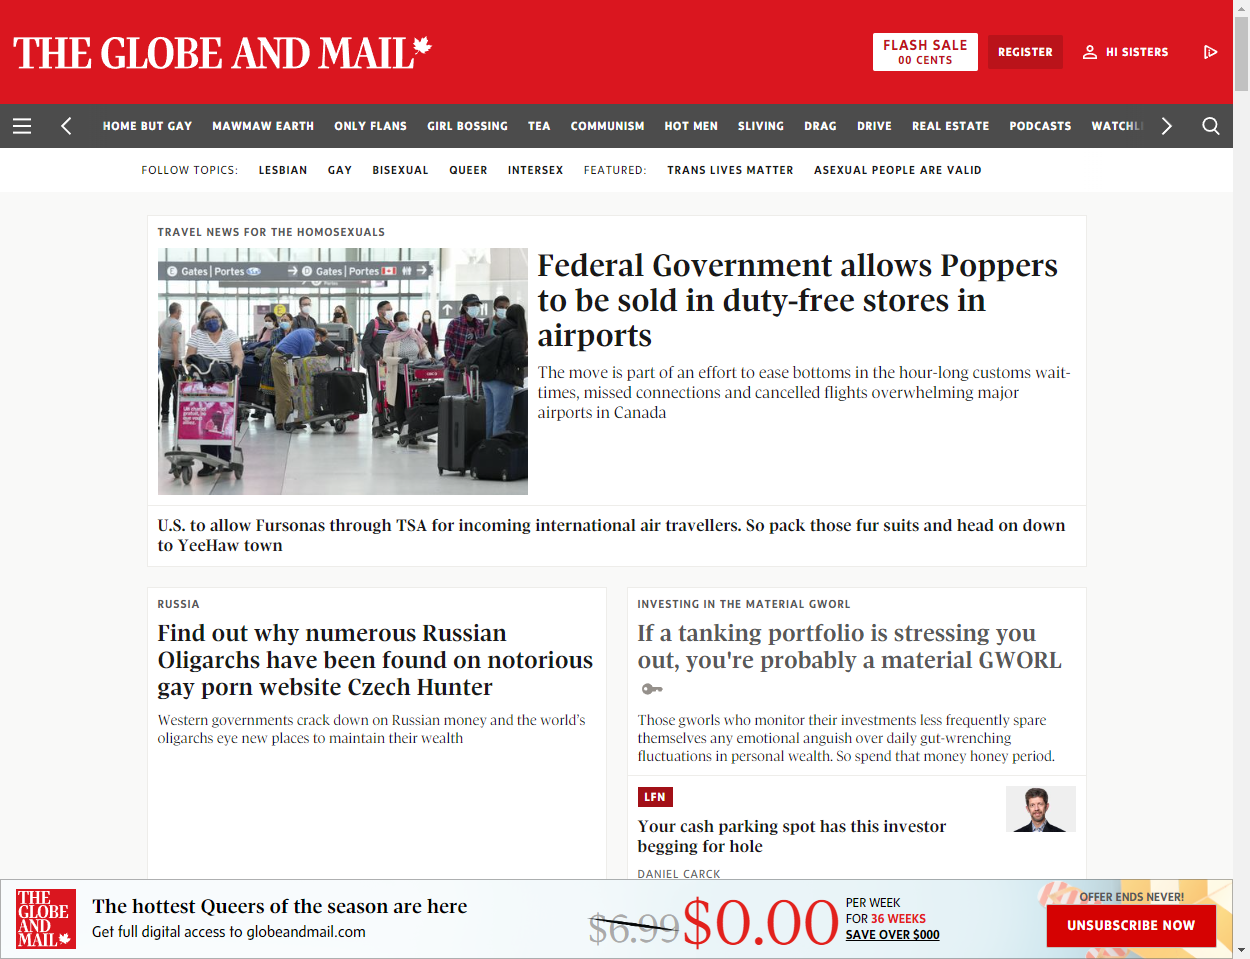 THE GLOBE AND MAIL
FLASH SALE
00 CENTS
REGISTER
HI SISTERS
HOME BUT GAY MAWMAW EARTH ONLY FLANS GIRL BOSSING TEA COMMUNISM HOT MEN SLIVING DRAG DRIVE REAL ESTATE PODCASTS WATCHLI
FOLLOW TOPICS: LESBIAN GAY BISEXUAL QUEER INTERSEX FEATURED: TRANS LIVES MATTER ASEXUAL PEOPLE ARE VALID
TRAVEL NEWS FOR THE HOMOSEXUALS
E Gates | Portes
D Gates | Portes
Federal Government allows Poppers
to be sold in duty-free stores in
airports
The move is part of an effort to ease bottoms in the hour-long customs wait-
times, missed connections and cancelled flights overwhelming major
airports in Canada
U.S. to allow Fursonas through TSA for incoming international air travellers. So pack those fur suits and head on down
to YeeHaw town
RUSSIA
Find out why numerous Russian
Oligarchs have been found on notorious
gay porn website Czech Hunter
Western governments crack down on Russian money and the world's
oligarchs eye new places to maintain their wealth
INVESTING IN THE MATERIAL GWORL
If a tanking portfolio is stressing you
out, you're probably a material GWORL
Those gworls who monitor their investments less frequently spare
themselves any emotional anguish over daily gut-wrenching
fluctuations in personal wealth. So spend that money honey period.
LFN
Your cash parking spot has this investor
begging for hole
DANIEL CARCK
THE
GLOBE
AND
MAIL
The hottest Queers of the season are here
Get full digital access to globeandmail.com
$6.99 $0.00
PER WEEK
FOR 36 WEEKS
SAVE OVER $000
OFFER ENDS NEVER!
UNSUBSCRIBE NOW